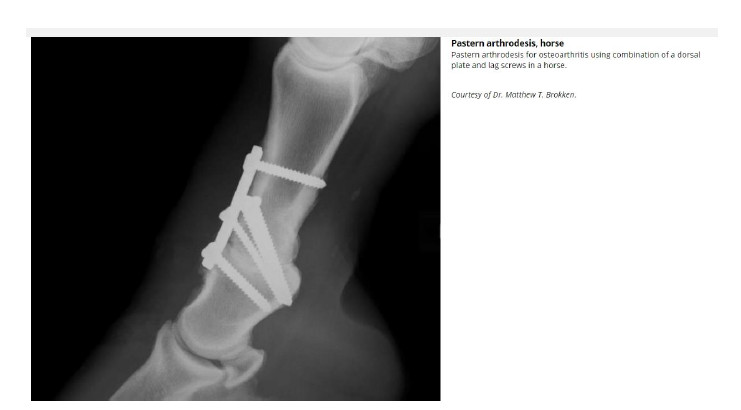 Pastern arthrodesis, horse
Pastern arthrodesis for osteoarthritis using combination of a dorsal
plate and lag screws in a horse.
Courtesy of Dr. Matthew T. Brokken.